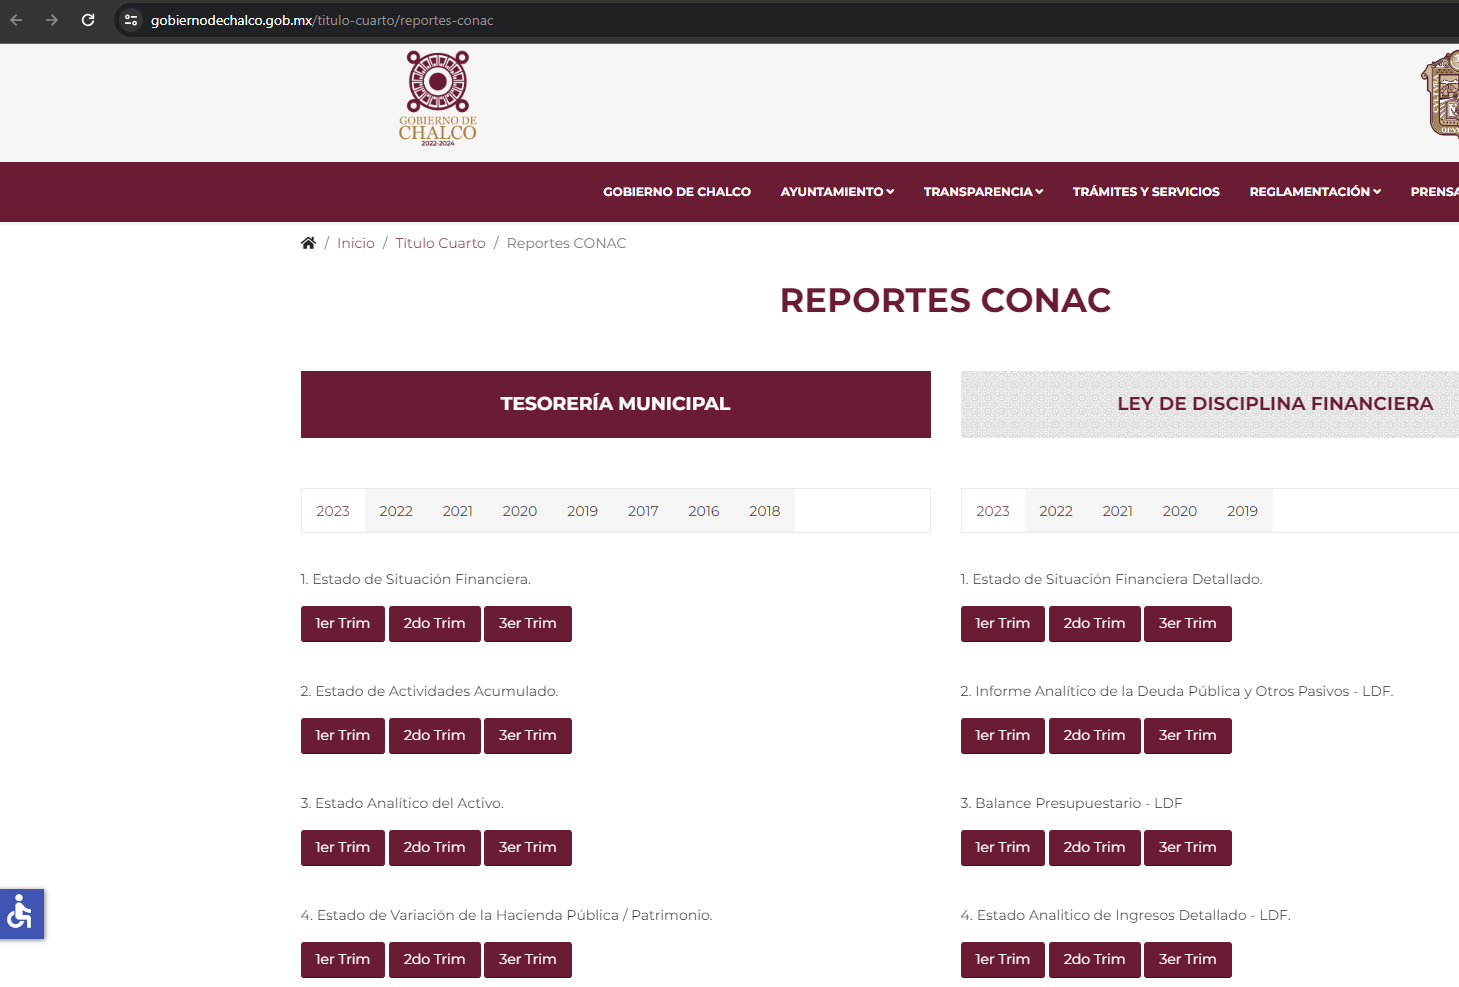 gobiernodechalco.gob.mx/titulo-cuarto/reportes-conac
GOBIERNO DE
CHALCO
2022-2024
GOBIERNO DE CHALCO AYUNTAMIENTO TRANSPARENCIA TRÁMITES Y SERVICIOS REGLAMENTACIÓN PRENSA
/ Inicio / Título Cuarto / Reportes CONAC
REPORTES CONAC
TESORERÍA MUNICIPAL
2023 2022 2021 2020 2019 2017 2016 2018
1. Estado de Situación Financiera.
1er Trim 2do Trim 3er Trim
2. Estado de Actividades Acumulado.
1er Trim 2do Trim 3er Trim
3. Estado Analítico del Activo.
1er Trim 2do Trim 3er Trim
4. Estado de Variación de la Hacienda Pública / Patrimonio.
1er Trim 2do Trim 3er Trim
LEY DE DISCIPLINA FINANCIERA
2023 2022 2021 2020 2019
1. Estado de Situación Financiera Detallado.
1er Trim 2do Trim 3er Trim
2. Informe Analítico de la Deuda Pública y Otros Pasivos - LDF.
1er Trim 2do Trim 3er Trim
3. Balance Presupuestario - LDF
1er Trim 2do Trim 3er Trim
4. Estado Analitico de Ingresos Detallado - LDF.
1er Trim 2do Trim 3er Trim